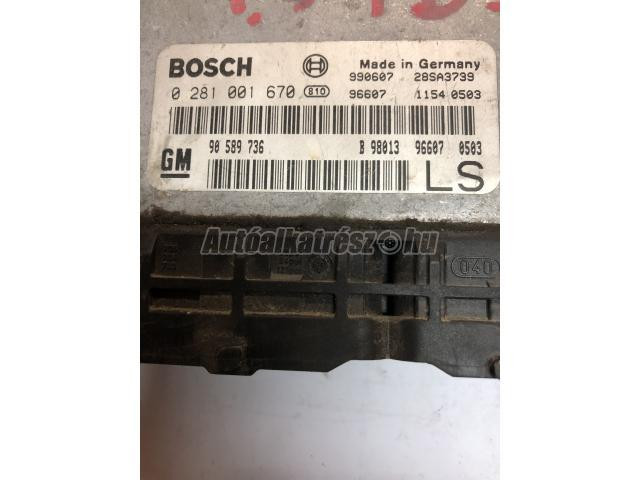 BOSCH
Made in Germany
990607 28SA3739
0 281 001 670 810
96607 1154 0503
GM
90 589 736
B 98013 96607 0503
LS
Autóalkatrész.hu
040